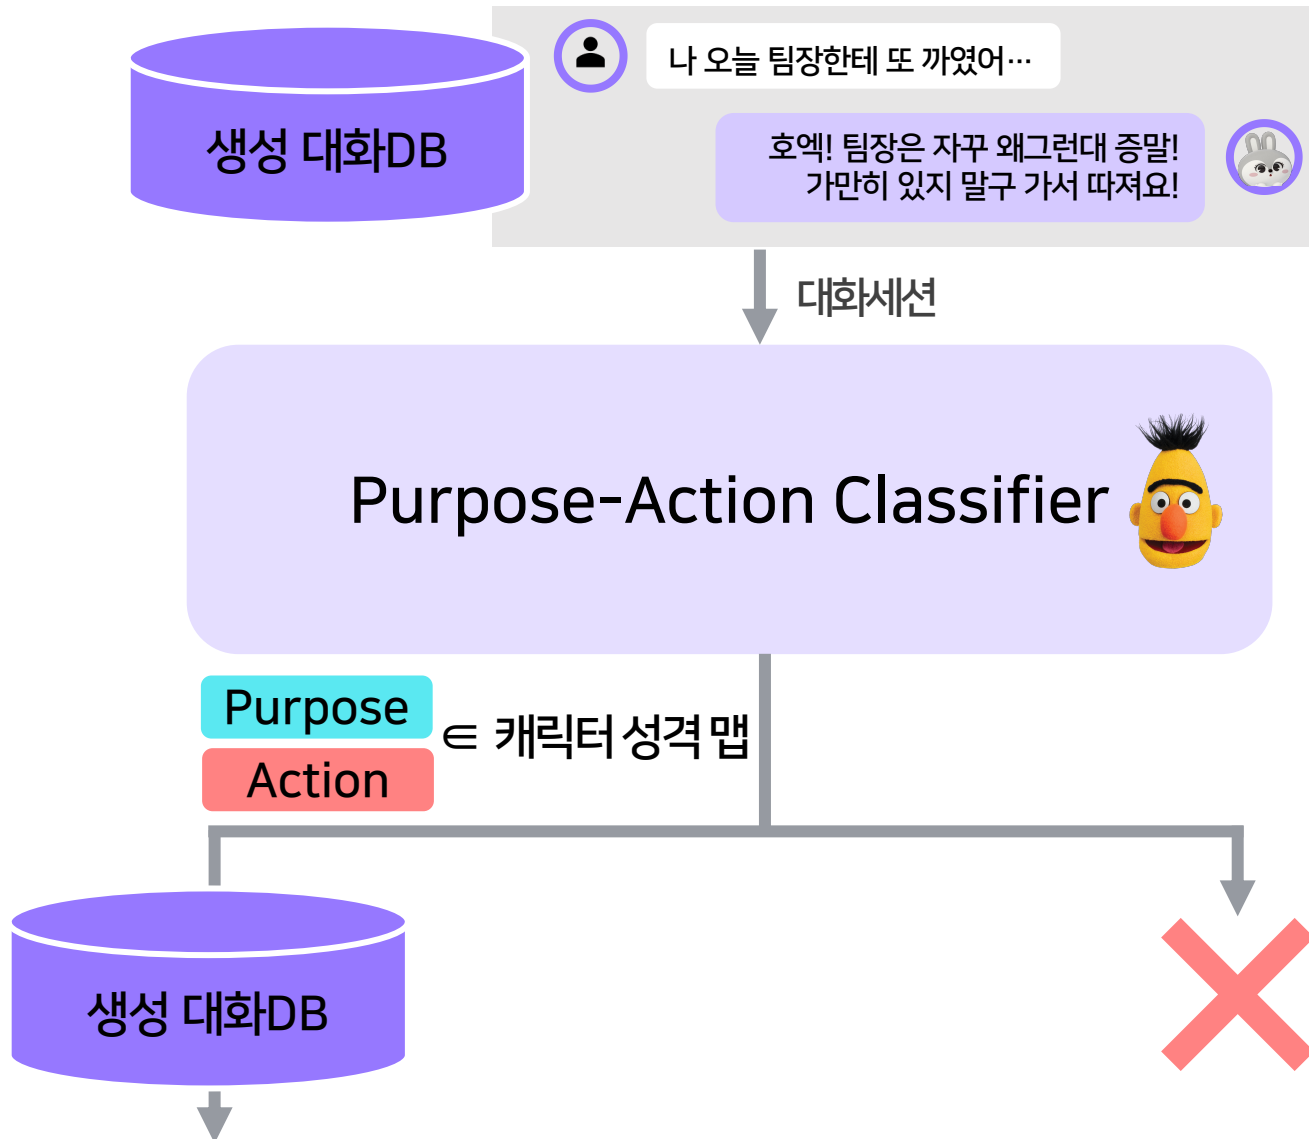 생성 대화DB
나 오늘 팀장한테 또 까였어…
호엑! 팀장은 자꾸 왜그런대 증말!
가만히 있지 말구 가서 따져요!
대화세션
Purpose-Action Classifier
Purpose
Action
∈ 캐릭터 성격 맵
생성 대화DB